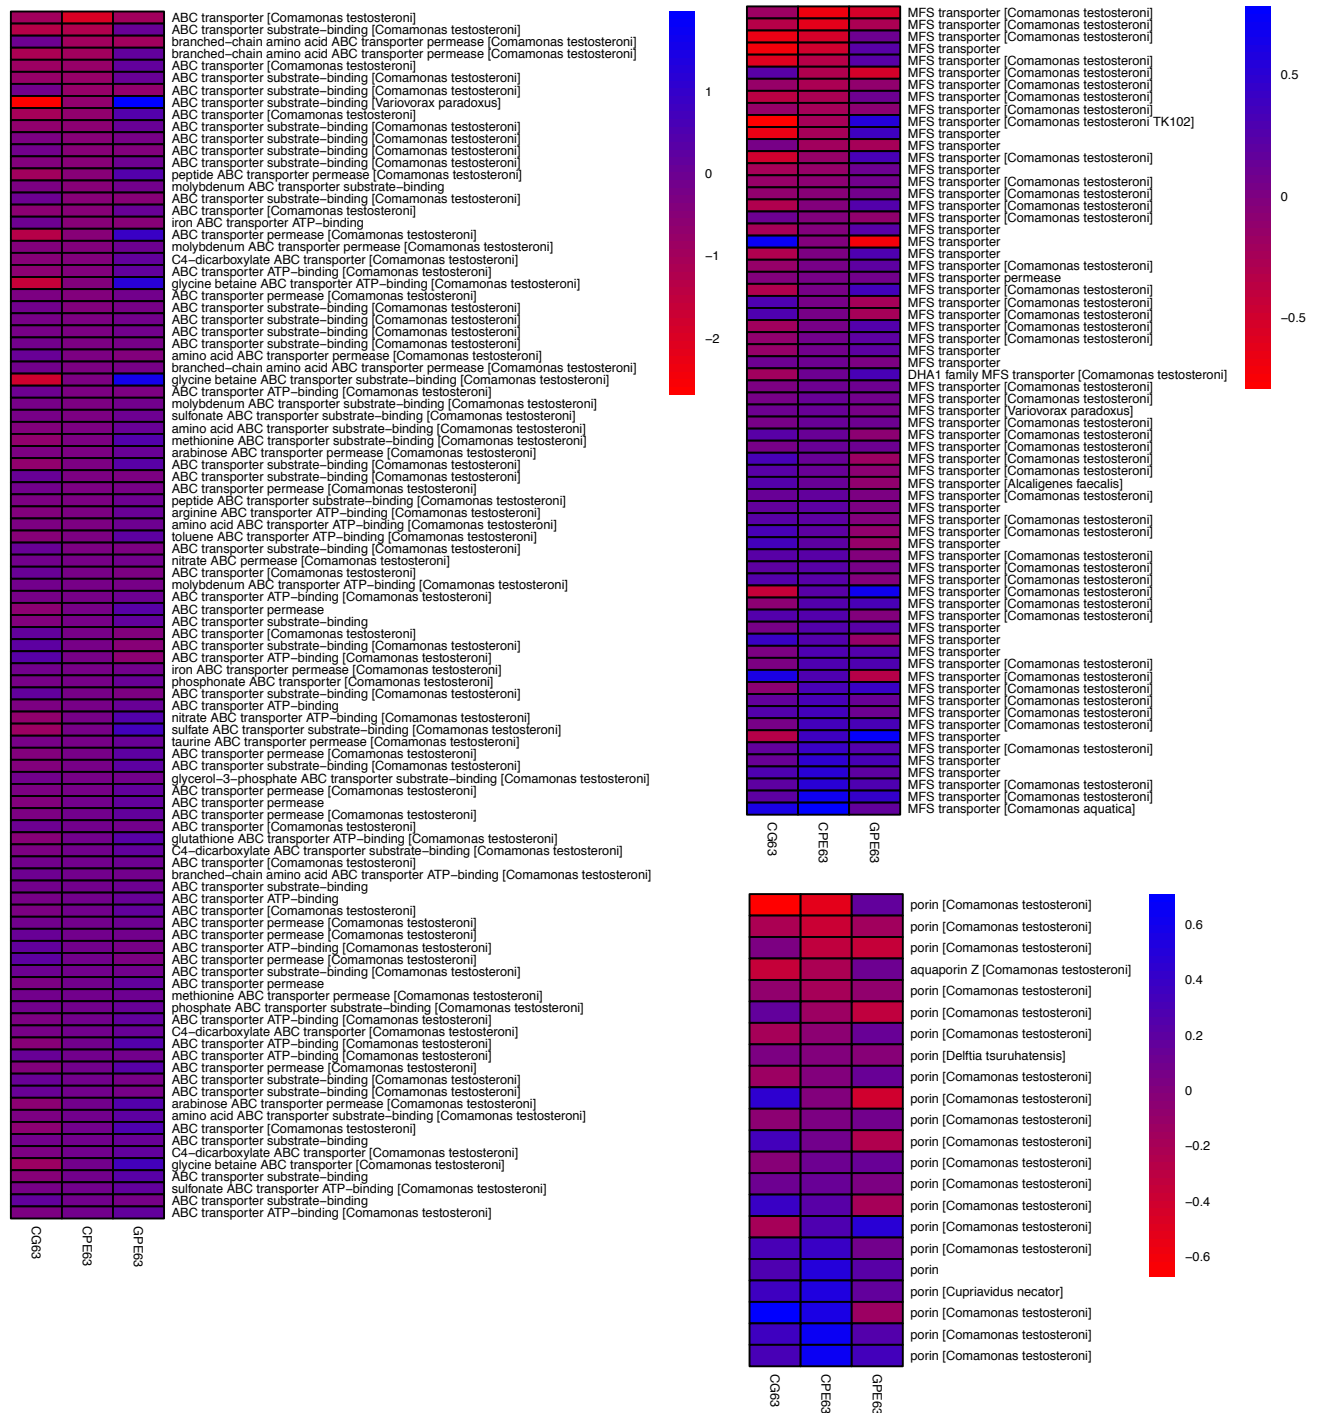 ABC transporter [Comamonas testosteroni]
ABC transporter substrate−binding [Comamonas testosteroni]
branched−chain amino acid ABC transporter permease [Comamonas testosteroni]
branched−chain amino acid ABC transporter permease [Comamonas testosteroni]
ABC transporter [Comamonas testosteroni]
ABC transporter substrate−binding [Comamonas testosteroni]
ABC transporter substrate−binding [Comamonas testosteroni]
ABC transporter substrate−binding [Variovorax paradoxus]
ABC transporter [Comamonas testosteroni]
ABC transporter substrate−binding [Comamonas testosteroni]
ABC transporter substrate−binding [Comamonas testosteroni]
ABC transporter substrate−binding [Comamonas testosteroni]
ABC transporter substrate−binding [Comamonas testosteroni]
peptide ABC transporter permease [Comamonas testosteroni]
molybdenum ABC transporter substrate−binding
ABC transporter substrate−binding [Comamonas testosteroni]
ABC transporter [Comamonas testosteroni]
iron ABC transporter ATP−binding
ABC transporter permease [Comamonas testosteroni]
molybdenum ABC transporter permease [Comamonas testosteroni]
C4−dicarboxylate ABC transporter [Comamonas testosteroni]
ABC transporter ATP−binding [Comamonas testosteroni]
glycine betaine ABC transporter ATP−binding [Comamonas testosteroni]
ABC transporter permease [Comamonas testosteroni]
ABC transporter substrate−binding [Comamonas testosteroni]
ABC transporter substrate−binding [Comamonas testosteroni]
ABC transporter substrate−binding [Comamonas testosteroni]
ABC transporter substrate−binding [Comamonas testosteroni]
amino acid ABC transporter permease [Comamonas testosteroni]
branched−chain amino acid ABC transporter permease [Comamonas testosteroni]
glycine betaine ABC transporter substrate−binding [Comamonas testosteroni]
ABC transporter ATP−binding [Comamonas testosteroni]
molybdenum ABC transporter substrate−binding [Comamonas testosteroni]
sulfonate ABC transporter substrate−binding [Comamonas testosteroni]
amino acid ABC transporter substrate−binding [Comamonas testosteroni]
methionine ABC transporter substrate−binding [Comamonas testosteroni]
arabinose ABC transporter permease [Comamonas testosteroni]
ABC transporter substrate−binding [Comamonas testosteroni]
ABC transporter substrate−binding [Comamonas testosteroni]
ABC transporter permease [Comamonas testosteroni]
peptide ABC transporter substrate−binding [Comamonas testosteroni]
arginine ABC transporter ATP−binding [Comamonas testosteroni]
amino acid ABC transporter ATP−binding [Comamonas testosteroni]
toluene ABC transporter ATP−binding [Comamonas testosteroni]
ABC transporter substrate−binding [Comamonas testosteroni]
nitrate ABC permease [Comamonas testosteroni]
ABC transporter [Comamonas testosteroni]
molybdenum ABC transporter ATP−binding [Comamonas testosteroni]
ABC transporter ATP−binding [Comamonas testosteroni]
ABC transporter permease
ABC transporter substrate−binding
ABC transporter [Comamonas testosteroni]
ABC transporter substrate−binding [Comamonas testosteroni]
ABC transporter ATP−binding [Comamonas testosteroni]
iron ABC transporter permease [Comamonas testosteroni]
phosphonate ABC transporter [Comamonas testosteroni]
ABC transporter substrate−binding [Comamonas testosteroni]
ABC transporter ATP−binding
nitrate ABC transporter ATP−binding [Comamonas testosteroni]
sulfate ABC transporter substrate−binding [Comamonas testosteroni]
taurine ABC transporter permease [Comamonas testosteroni]
ABC transporter permease [Comamonas testosteroni]
ABC transporter substrate−binding [Comamonas testosteroni]
glycerol−3−phosphate ABC transporter substrate−binding [Comamonas testosteroni]
ABC transporter permease [Comamonas testosteroni]
ABC transporter permease
ABC transporter permease [Comamonas testosteroni]
ABC transporter [Comamonas testosteroni]
glutathione ABC transporter ATP−binding [Comamonas testosteroni]
C4−dicarboxylate ABC transporter substrate−binding [Comamonas testosteroni]
ABC transporter [Comamonas testosteroni]
branched−chain amino acid ABC transporter ATP−binding [Comamonas testosteroni]
ABC transporter substrate−binding
ABC transporter ATP−binding
ABC transporter [Comamonas testosteroni]
ABC transporter permease [Comamonas testosteroni]
ABC transporter permease [Comamonas testosteroni]
ABC transporter ATP−binding [Comamonas testosteroni]
ABC transporter permease [Comamonas testosteroni]
ABC transporter substrate−binding [Comamonas testosteroni]
ABC transporter permease
methionine ABC transporter permease [Comamonas testosteroni]
phosphate ABC transporter substrate−binding [Comamonas testosteroni]
ABC transporter ATP−binding [Comamonas testosteroni]
C4−dicarboxylate ABC transporter [Comamonas testosteroni]
ABC transporter ATP−binding [Comamonas testosteroni]
ABC transporter ATP−binding [Comamonas testosteroni]
ABC transporter permease [Comamonas testosteroni]
ABC transporter substrate−binding [Comamonas testosteroni]
ABC transporter substrate−binding [Comamonas testosteroni]
arabinose ABC transporter permease [Comamonas testosteroni]
amino acid ABC transporter substrate−binding [Comamonas testosteroni]
ABC transporter [Comamonas testosteroni]
ABC transporter substrate−binding
C4−dicarboxylate ABC transporter [Comamonas testosteroni]
glycine betaine ABC transporter [Comamonas testosteroni]
ABC transporter substrate−binding
sulfonate ABC transporter ATP−binding [Comamonas testosteroni]
ABC transporter substrate−binding
ABC transporter ATP−binding [Comamonas testosteroni]
CG63
CPE63
GPE63
1
0
−1
−2
MFS transporter [Comamonas testosteroni]
MFS transporter [Comamonas testosteroni]
MFS transporter [Comamonas testosteroni]
MFS transporter
MFS transporter [Comamonas testosteroni]
MFS transporter [Comamonas testosteroni]
MFS transporter [Comamonas testosteroni]
MFS transporter [Comamonas testosteroni]
MFS transporter [Comamonas testosteroni]
MFS transporter [Comamonas testosteroni TK102]
MFS transporter
MFS transporter
MFS transporter [Comamonas testosteroni]
MFS transporter
MFS transporter [Comamonas testosteroni]
MFS transporter [Comamonas testosteroni]
MFS transporter [Comamonas testosteroni]
MFS transporter [Comamonas testosteroni]
MFS transporter
MFS transporter
MFS transporter
MFS transporter [Comamonas testosteroni]
MFS transporter permease
MFS transporter [Comamonas testosteroni]
MFS transporter [Comamonas testosteroni]
MFS transporter [Comamonas testosteroni]
MFS transporter [Comamonas testosteroni]
MFS transporter [Comamonas testosteroni]
MFS transporter
MFS transporter
DHA1 family MFS transporter [Comamonas testosteroni]
MFS transporter [Comamonas testosteroni]
MFS transporter [Comamonas testosteroni]
MFS transporter [Variovorax paradoxus]
MFS transporter [Comamonas testosteroni]
MFS transporter [Comamonas testosteroni]
MFS transporter [Comamonas testosteroni]
MFS transporter [Comamonas testosteroni]
MFS transporter [Comamonas testosteroni]
MFS transporter [Alcaligenes faecalis]
MFS transporter [Comamonas testosteroni]
MFS transporter
MFS transporter [Comamonas testosteroni]
MFS transporter [Comamonas testosteroni]
MFS transporter
MFS transporter [Comamonas testosteroni]
MFS transporter [Comamonas testosteroni]
MFS transporter [Comamonas testosteroni]
MFS transporter [Comamonas testosteroni]
MFS transporter [Comamonas testosteroni]
MFS transporter [Comamonas testosteroni]
MFS transporter
MFS transporter
MFS transporter
MFS transporter [Comamonas testosteroni]
MFS transporter [Comamonas testosteroni]
MFS transporter [Comamonas testosteroni]
MFS transporter [Comamonas testosteroni]
MFS transporter [Comamonas testosteroni]
MFS transporter [Comamonas testosteroni]
MFS transporter
MFS transporter [Comamonas testosteroni]
MFS transporter
MFS transporter
MFS transporter [Comamonas testosteroni]
MFS transporter [Comamonas testosteroni]
MFS transporter [Comamonas aquatica]
CG63
CPE63
GPE63
0.5
0
−0.5
porin [Comamonas testosteroni]
porin [Comamonas testosteroni]
porin [Comamonas testosteroni]
aquaporin Z [Comamonas testosteroni]
porin [Comamonas testosteroni]
porin [Comamonas testosteroni]
porin [Comamonas testosteroni]
porin [Delftia tsuruhatensis]
porin [Comamonas testosteroni]
porin [Comamonas testosteroni]
porin [Comamonas testosteroni]
porin [Comamonas testosteroni]
porin [Comamonas testosteroni]
porin [Comamonas testosteroni]
porin [Comamonas testosteroni]
porin [Comamonas testosteroni]
porin [Comamonas testosteroni]
porin
porin [Cupriavidus necator]
porin [Comamonas testosteroni]
porin [Comamonas testosteroni]
porin [Comamonas testosteroni]
CG63
CPE63
GPE63
0.6
0.4
0.2
0
−0.2
−0.4
−0.6